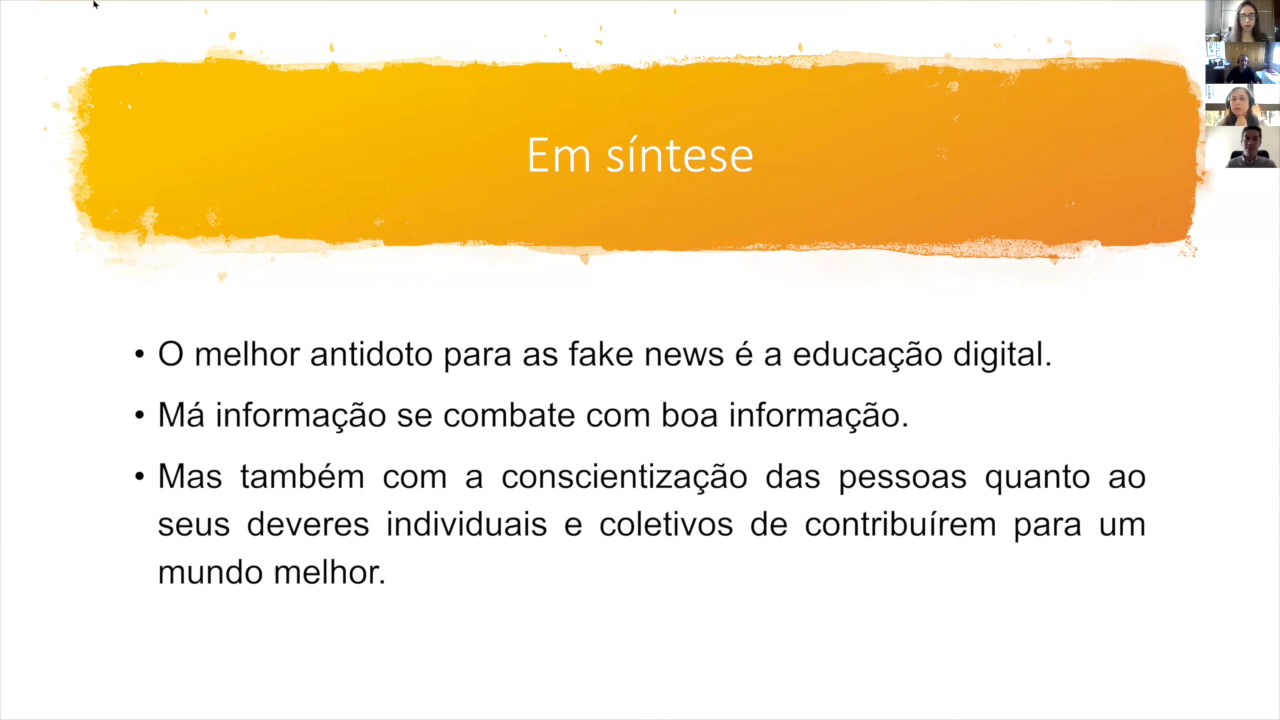 Em síntese
• O melhor antidoto para as fake news é a educação digital.
• Má informação se combate com boa informação.
• Mas também com a conscientização das pessoas quanto ao
seus deveres individuais e coletivos de contribuírem para um
mundo melhor.